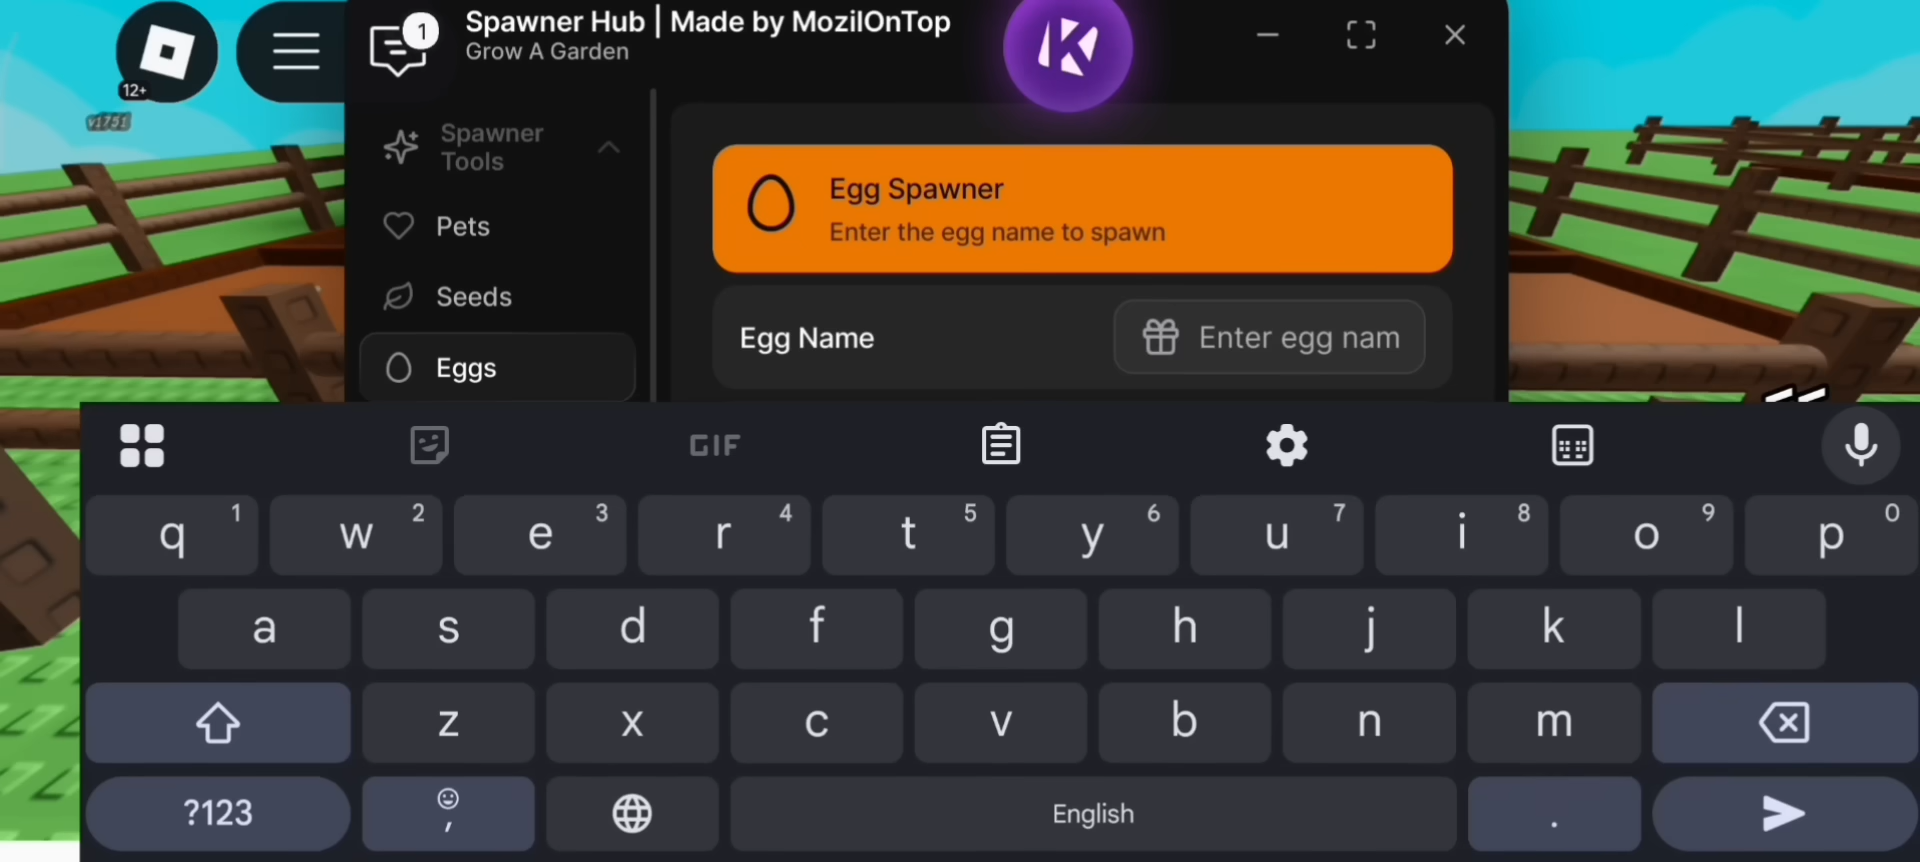 Spawner Hub | Made by MozilOnTop
Grow A Garden
1
12+
v1751
Spawner
Tools
Pets
Seeds
Eggs
Egg Spawner
Enter the egg name to spawn
Egg Name
Enter egg nam
GIF
q 1 w 2 e 3 r 4 t 5 y 6 u 7 i 8 o 9 p 0
a s d f g h j k l
z x c v b n m
?123 , English .